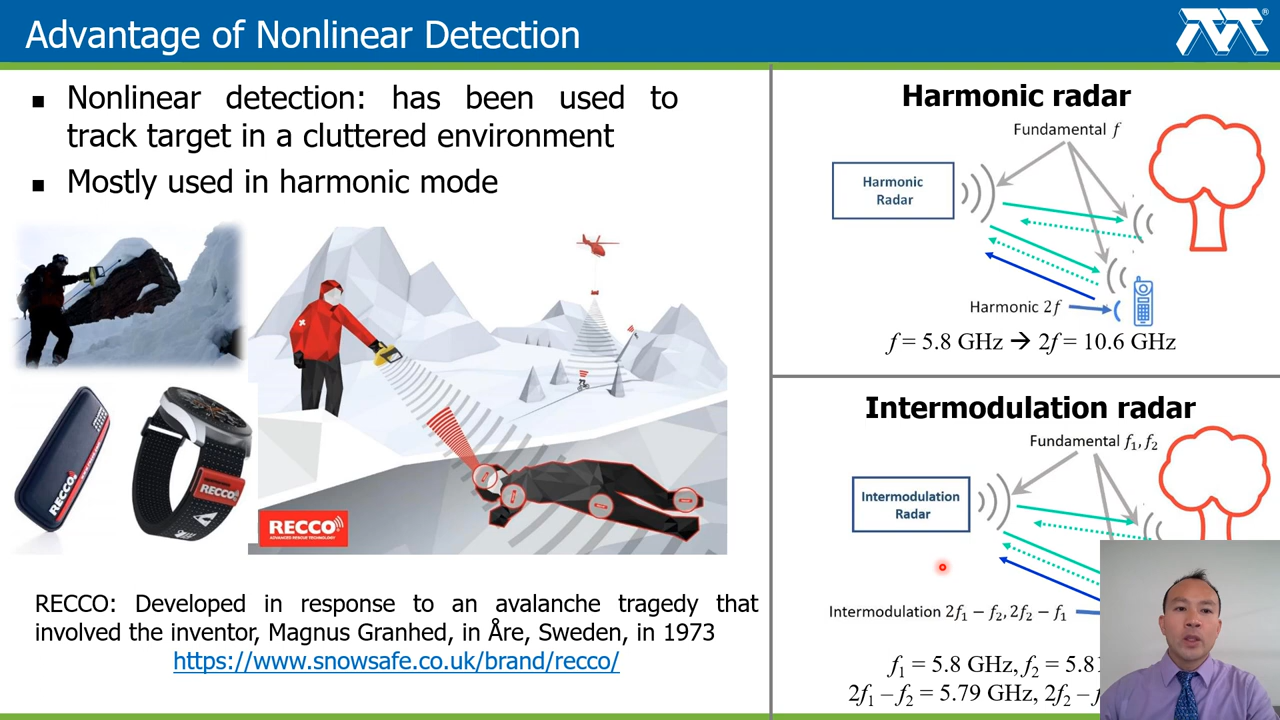 Advantage of Nonlinear Detection
Nonlinear detection: has been used to
track target in a cluttered environment
Mostly used in harmonic mode
RECCO
RECCO
RECCO
ADVANCED RESCUE TECHNOLOGY
RECCO: Developed in response to an avalanche tragedy that
involved the inventor, Magnus Granhed, in Åre, Sweden, in 1973
https://www.snowsafe.co.uk/brand/recco/
Harmonic radar
Fundamental f
Harmonic
Radar
Harmonic 2f
f = 5.8 GHz → 2f = 10.6 GHz
Intermodulation radar
Fundamental f₁, f₂
Intermodulation
Radar
Intermodulation 2f₁ − f₂, 2f₂ − f₁
f₁ = 5.8 GHz, f₂ = 5.81
2f₁ – f₂ = 5.79 GHz, 2f₂ –